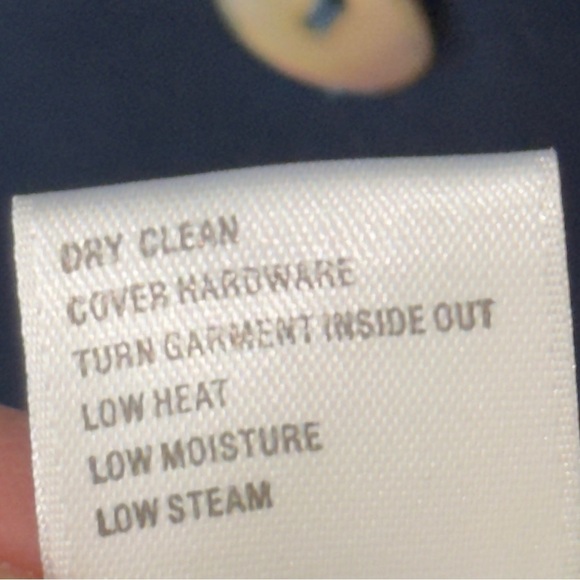 DRY CLEAN
COVER HARDWARE
TURN GARMENT INSIDE OUT
LOW HEAT
LOW MOISTURE
LOW STEAM